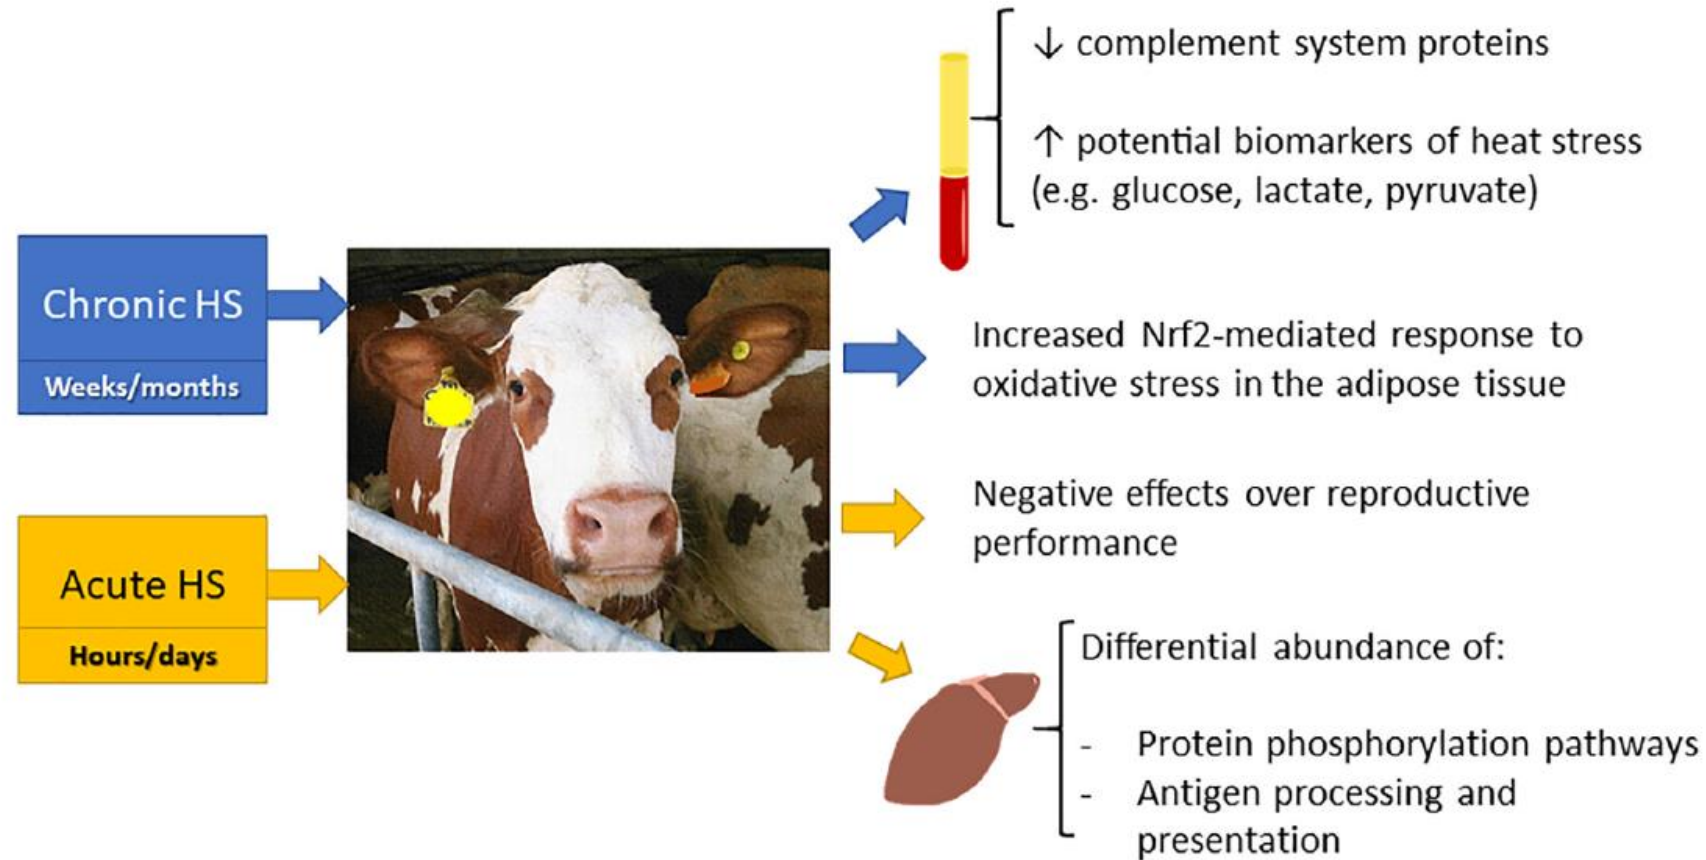 ↓ complement system proteins
↑ potential biomarkers of heat stress
(e.g. glucose, lactate, pyruvate)
Chronic HS
Weeks/months
Increased Nrf2-mediated response to
oxidative stress in the adipose tissue
Negative effects over reproductive
performance
Acute HS
Hours/days
Differential abundance of:
- Protein phosphorylation pathways
- Antigen processing and
presentation